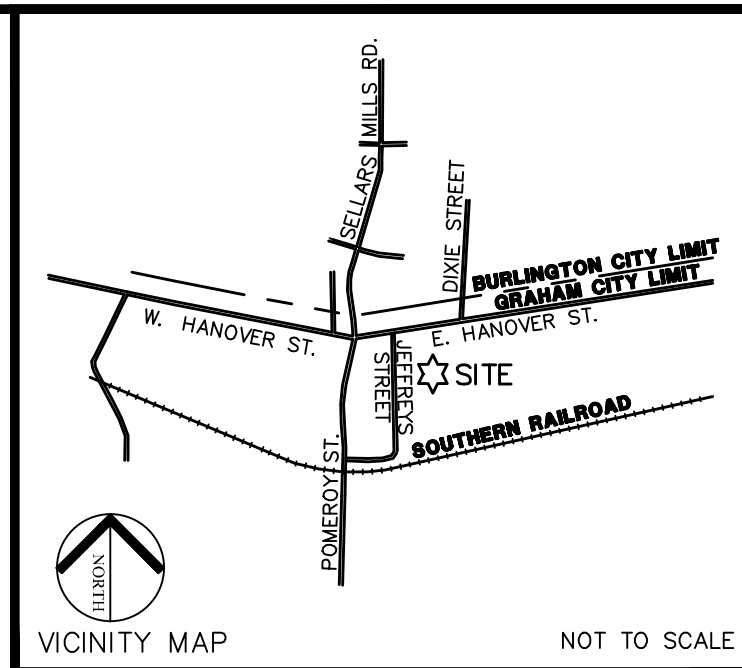 SELLARS MILLS RD.
DIXIE STREET
BURLINGTON CITY LIMIT
GRAHAM CITY LIMIT
W. HANOVER ST.
E. HANOVER ST.
JEFFREYS
STREET
SITE
SOUTHERN RAILROAD
POMEROY ST.
NORTH
VICINITY MAP
NOT TO SCALE